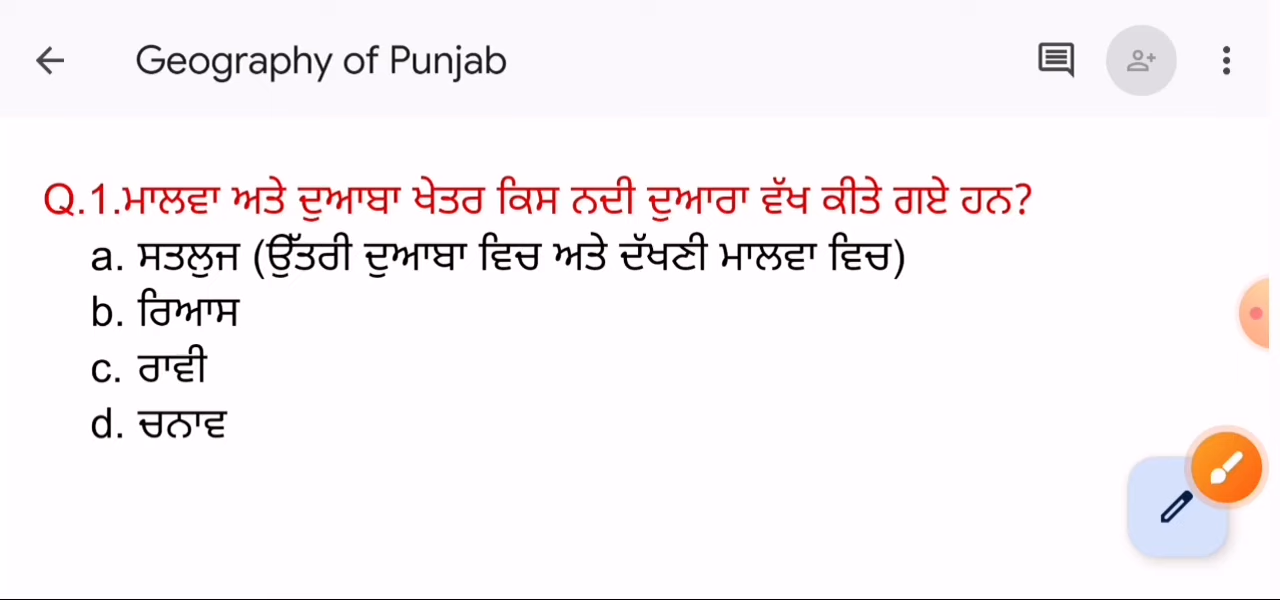 Geography of Punjab
Q.1.ਮਾਲਵਾ ਅਤੇ ਦੁਆਬਾ ਖੇਤਰ ਕਿਸ ਨਦੀ ਦੁਆਰਾ ਵੱਖ ਕੀਤੇ ਗਏ ਹਨ?
a. ਸਤਲੁਜ (ਉੱਤਰੀ ਦੁਆਬਾ ਵਿਚ ਅਤੇ ਦੱਖਣੀ ਮਾਲਵਾ ਵਿਚ)
b. ਰਿਆਸ
c. ਰਾਵੀ
d. ਚਨਾਵ